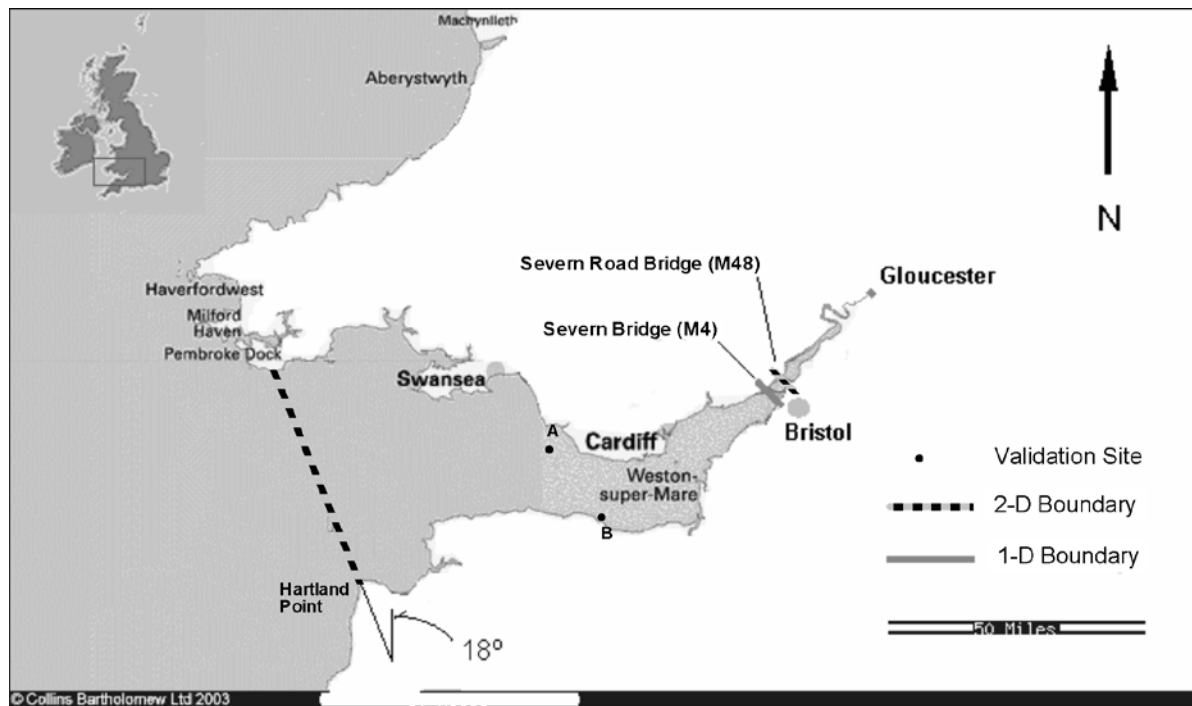 Machynlleth
Aberystwyth
N
Severn Road Bridge (M48)
Gloucester
Haverfordwest
Milford
Haven
Severn Bridge (M4)
Pembroke Dock
Swansea
A
Cardiff
Bristol
Weston-
super-Mare
B
Validation Site
2-D Boundary
1-D Boundary
Hartland
Point
18º
50 Miles
© Collins Bartholomew Ltd 2003